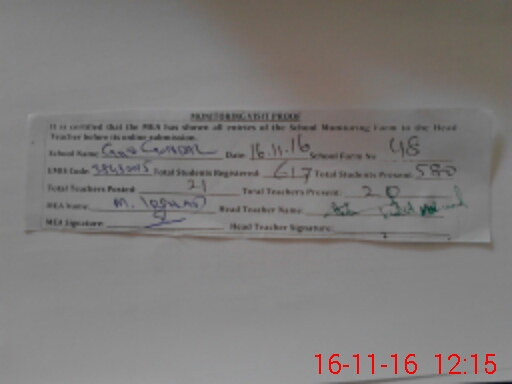 MONITORING VISIT PROOF
It is certified that the MEA has shown all entries of the School Monitoring Form to the Head
Teacher before its online submission.
School Name Date 16.11.16 School Form No 48
EMIS Code Total Students Registered 617 Total Students Present 580
Total Teachers Posted: 21 Total Teachers Present: 20
MEA Name: M. Head Teacher Name:
MEA Signature: Head Teacher Signature:
16-11-16 12:15